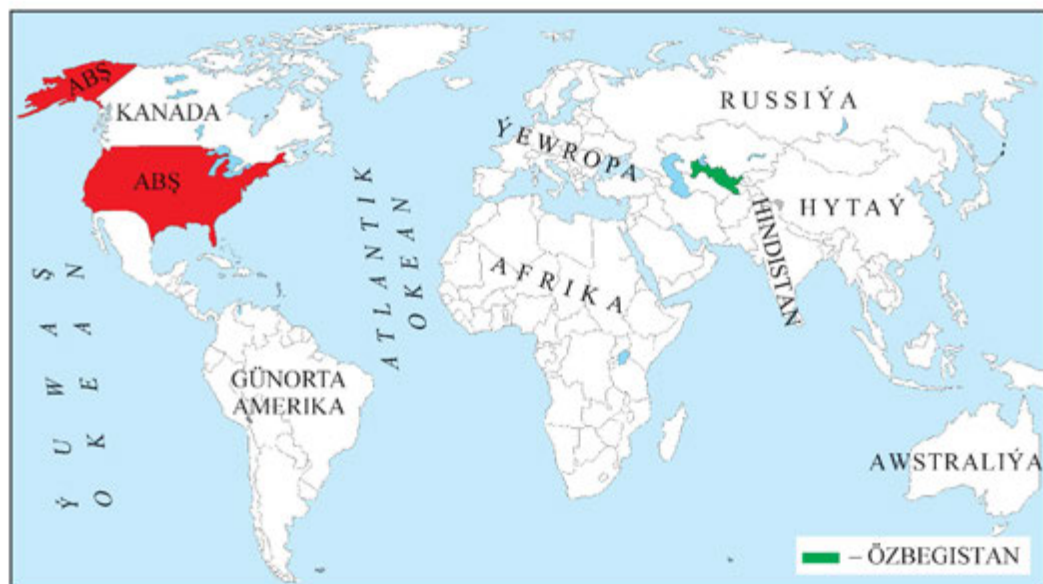 ABŞ
KANADA
ABŞ
RUSSIÝA
ÝEWROPA
HYTAÝ
HINDISTAN
AFRIKA
ATLANTIK
OKEAN
ÝUWAŞ
OKEAN
GÜNORTA
AMERIKA
AWSTRALIÝA
– ÖZBEGISTAN